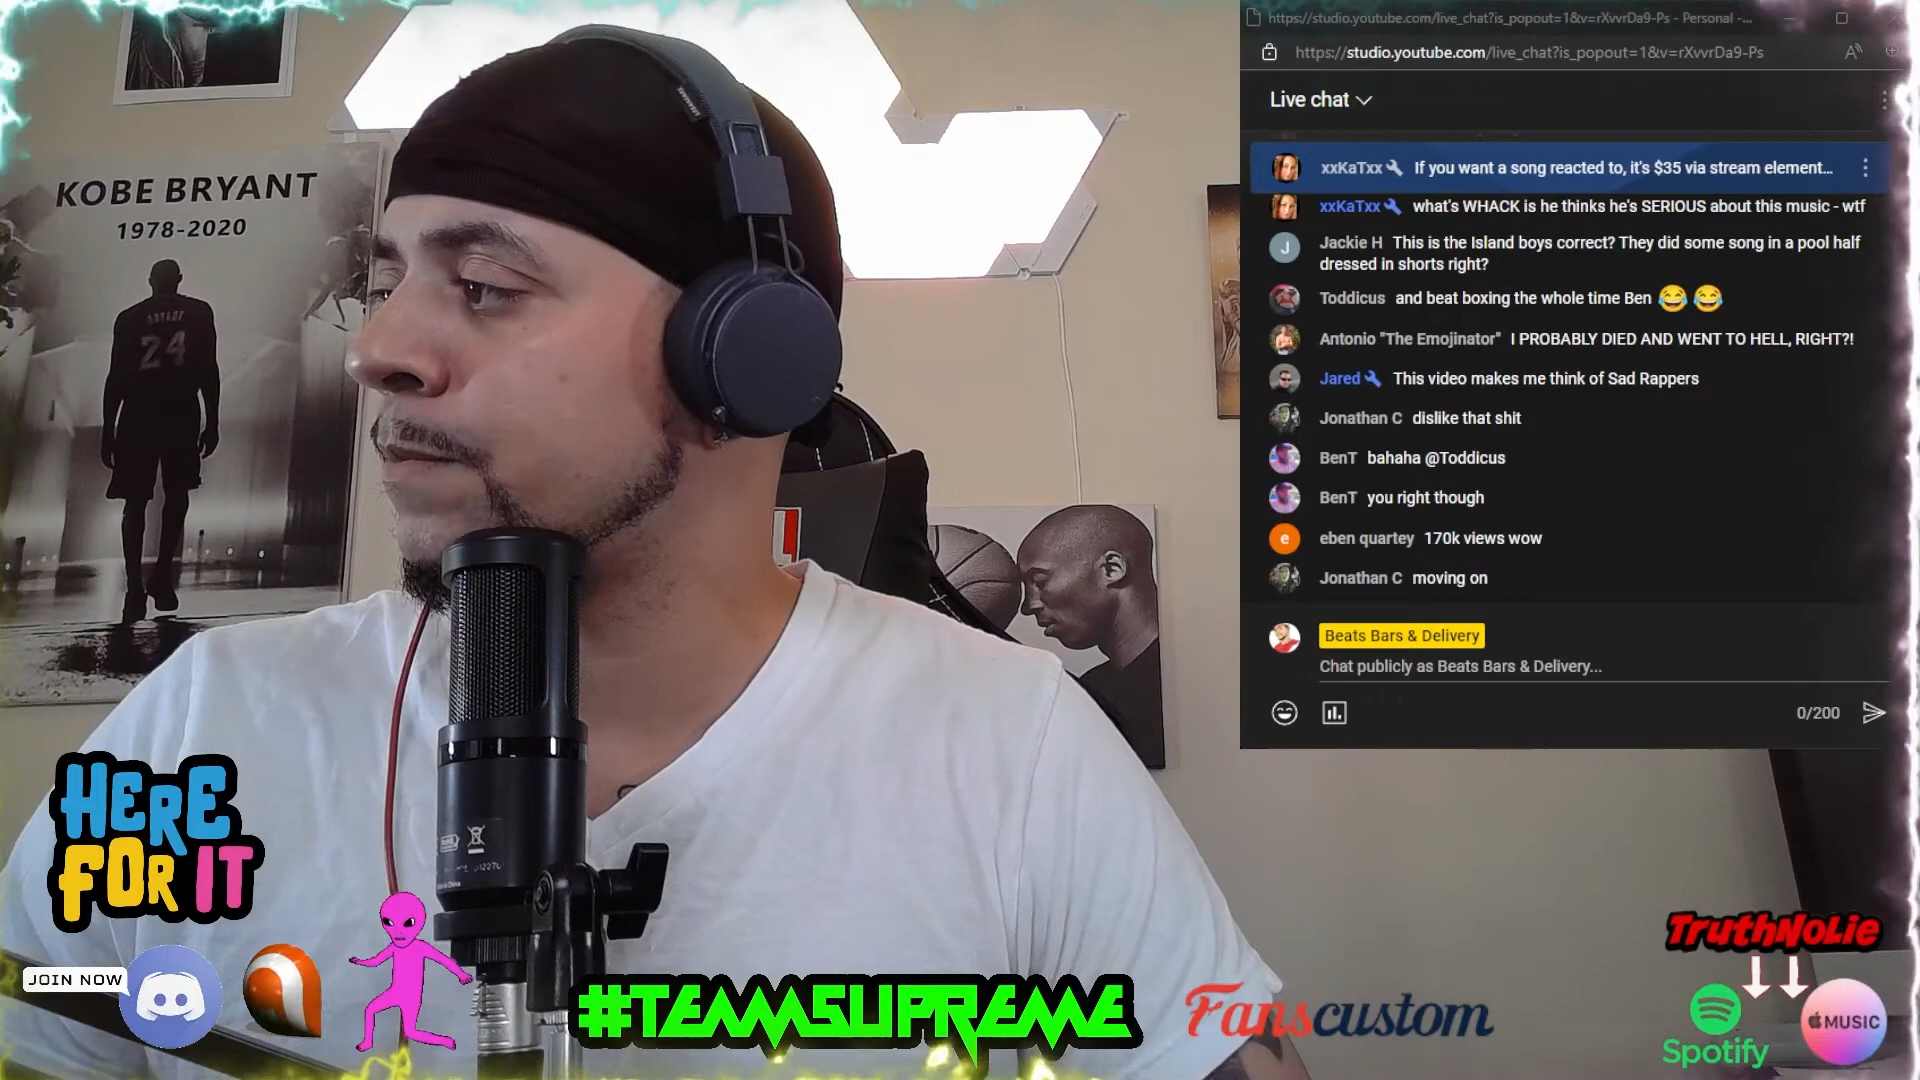 KOBE BRYANT
1978-2020
BRYANT
24
https://studio.youtube.com/live_chat?is_popout=1&v=rXvvrDa9-Ps - Personal -...
https://studio.youtube.com/live_chat?is_popout=1&v=rXvvrDa9-Ps
Live chat
xxKaTxx If you want a song reacted to, it's $35 via stream element...
xxKaTxx what's WHACK is he thinks he's SERIOUS about this music - wtf
J
Jackie H This is the Island boys correct? They did some song in a pool half
dressed in shorts right?
Toddicus and beat boxing the whole time Ben 😂 😂
Antonio "The Emojinator" I PROBABLY DIED AND WENT TO HELL, RIGHT?!
Jared This video makes me think of Sad Rappers
Jonathan C dislike that shit
BenT bahaha @Toddicus
BenT you right though
e
eben quartey 170k views wow
Jonathan C moving on
Beats Bars & Delivery
Chat publicly as Beats Bars & Delivery...
0/200
HERE
FOR IT
JOIN NOW
#TEAMSUPREME
Fanscustom
TruthNoLie
Spotify
MUSIC